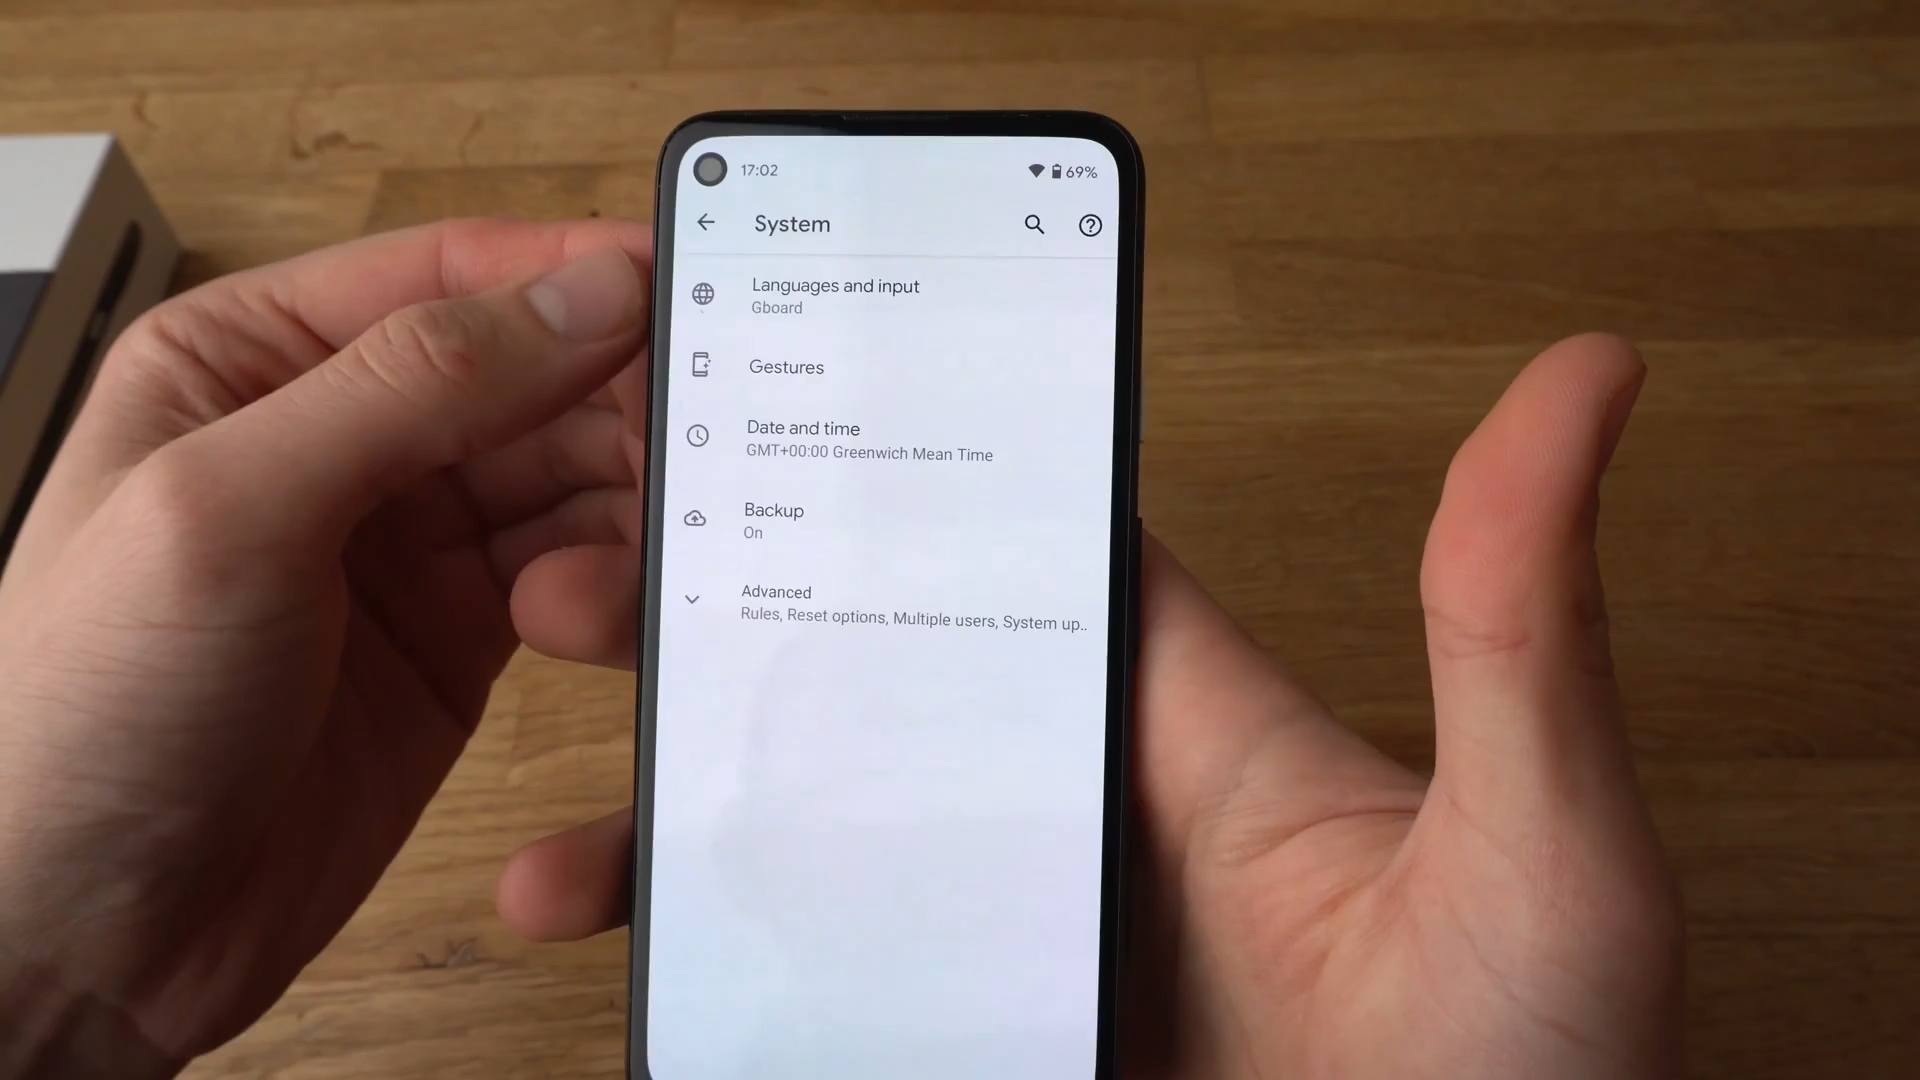 17:02
69%
System
Languages and input
Gboard
Gestures
Date and time
GMT+00:00 Greenwich Mean Time
Backup
On
Advanced
Rules, Reset options, Multiple users, System up..